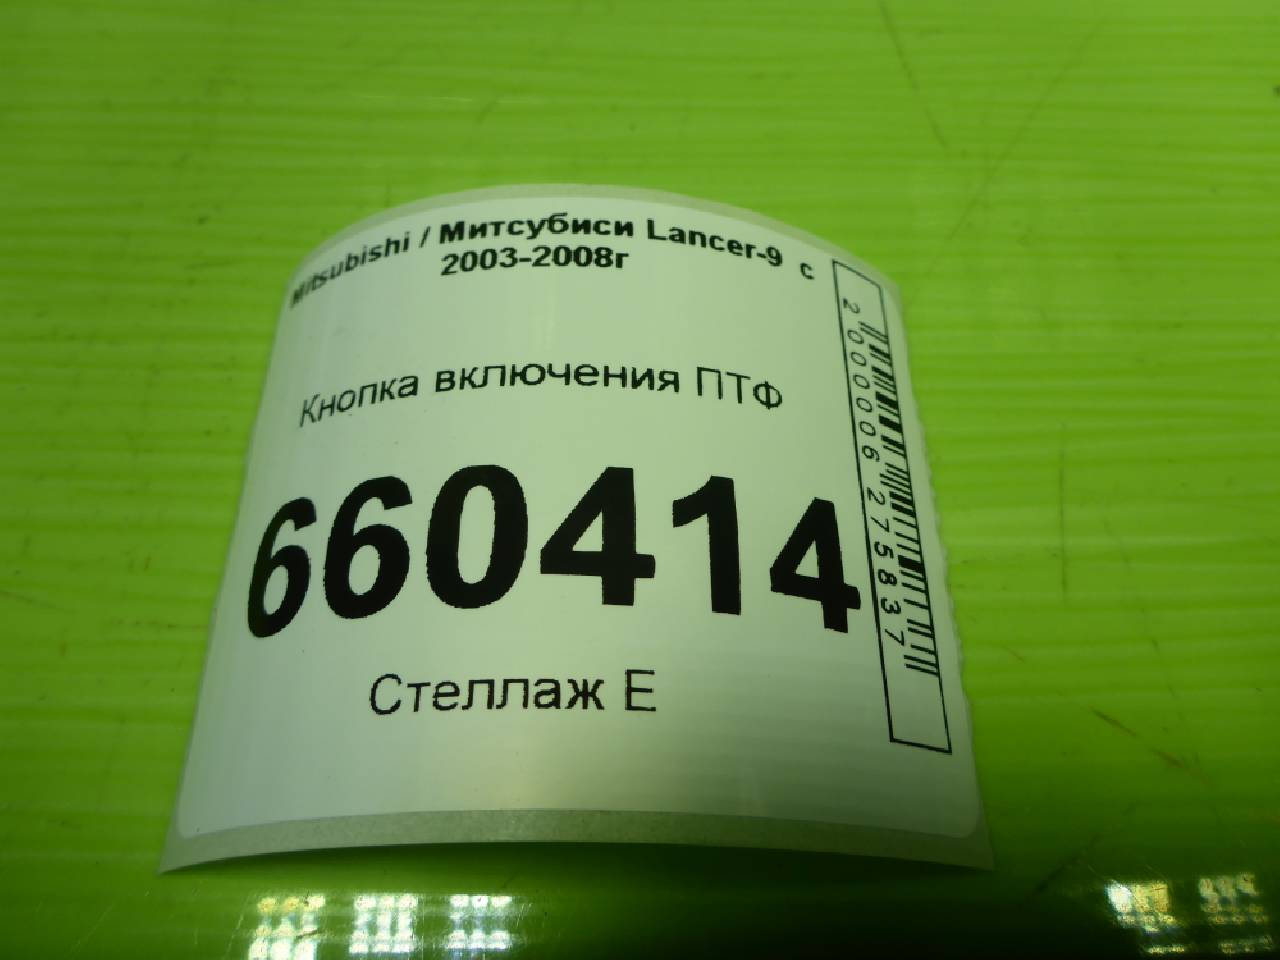 Mitsubishi / Митсубиси Lancer-9 с
2003-2008г
Кнопка включения ПТФ
660414
Стеллаж Е
2000006275837